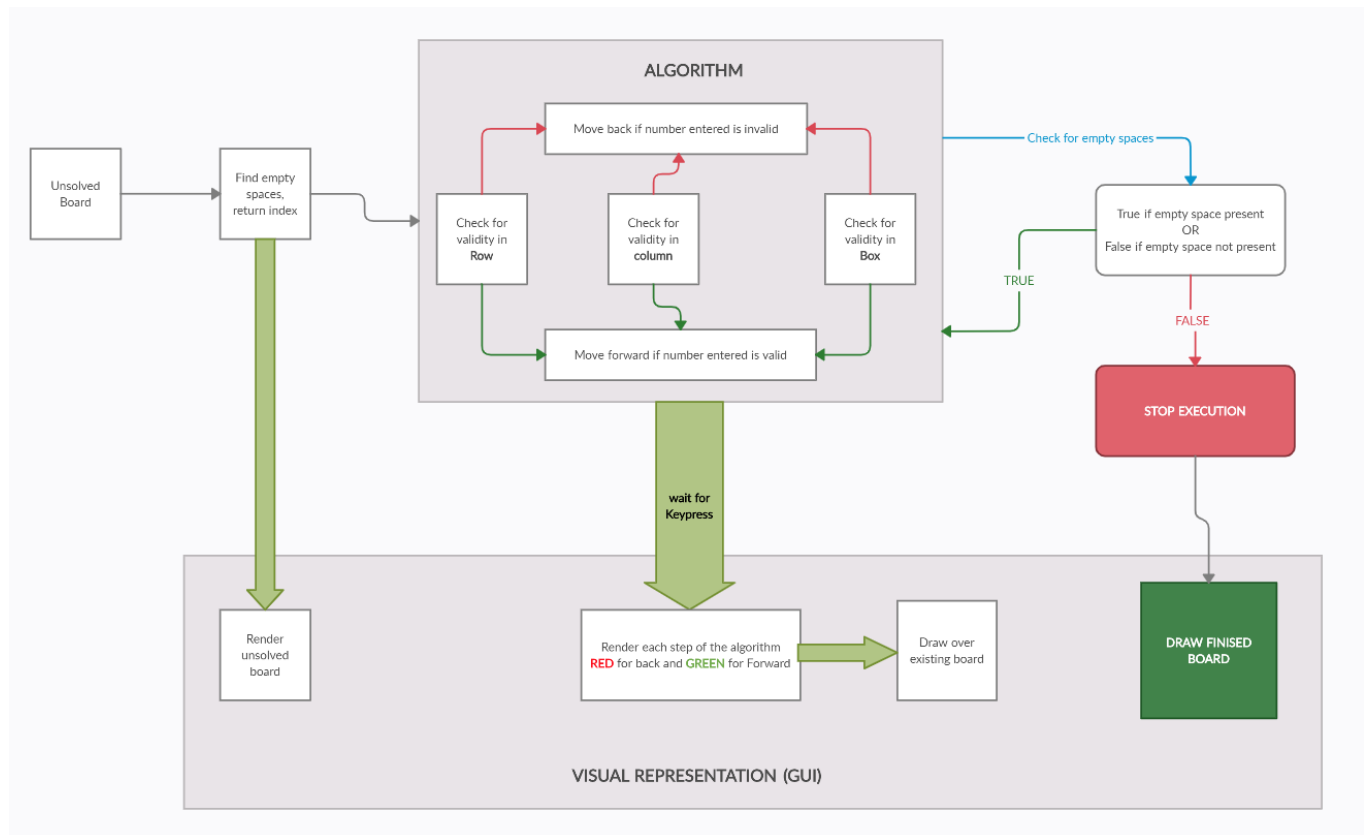 ALGORITHM
Move back if number entered is invalid
Check for empty spaces
Unsolved
Board
Find empty
spaces,
return index
Check for
validity in
Row
Check for
validity in
column
Check for
validity in
Box
True if empty space present
OR
False if empty space not present
TRUE
FALSE
Move forward if number entered is valid
STOP EXECUTION
wait for
Keypress
Render
unsolved
board
Render each step of the algorithm
RED for back and GREEN for Forward
Draw over
existing board
DRAW FINISED
BOARD
VISUAL REPRESENTATION (GUI)